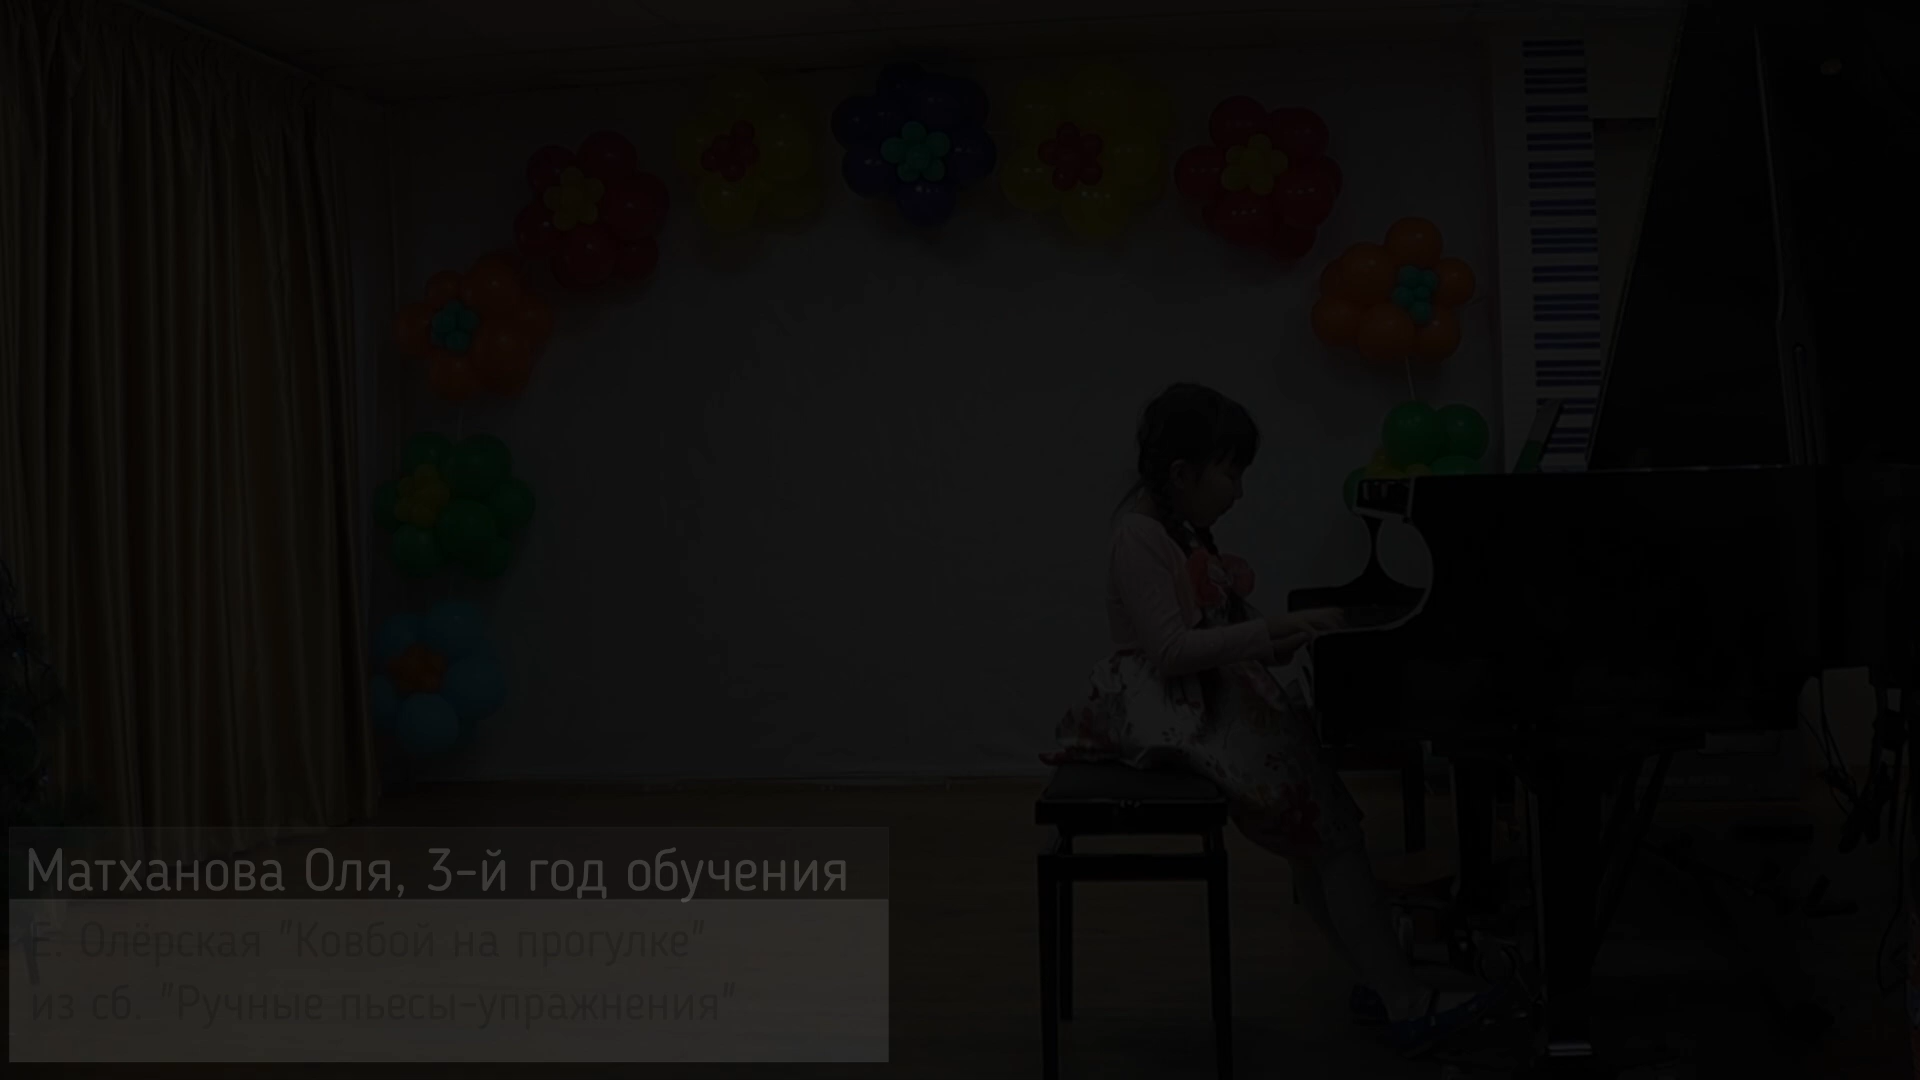 Матханова Оля, 3-й год обучения
Е. Олёрская "Ковбой на прогулке"
из сб. "Ручные пьесы-упражнения"